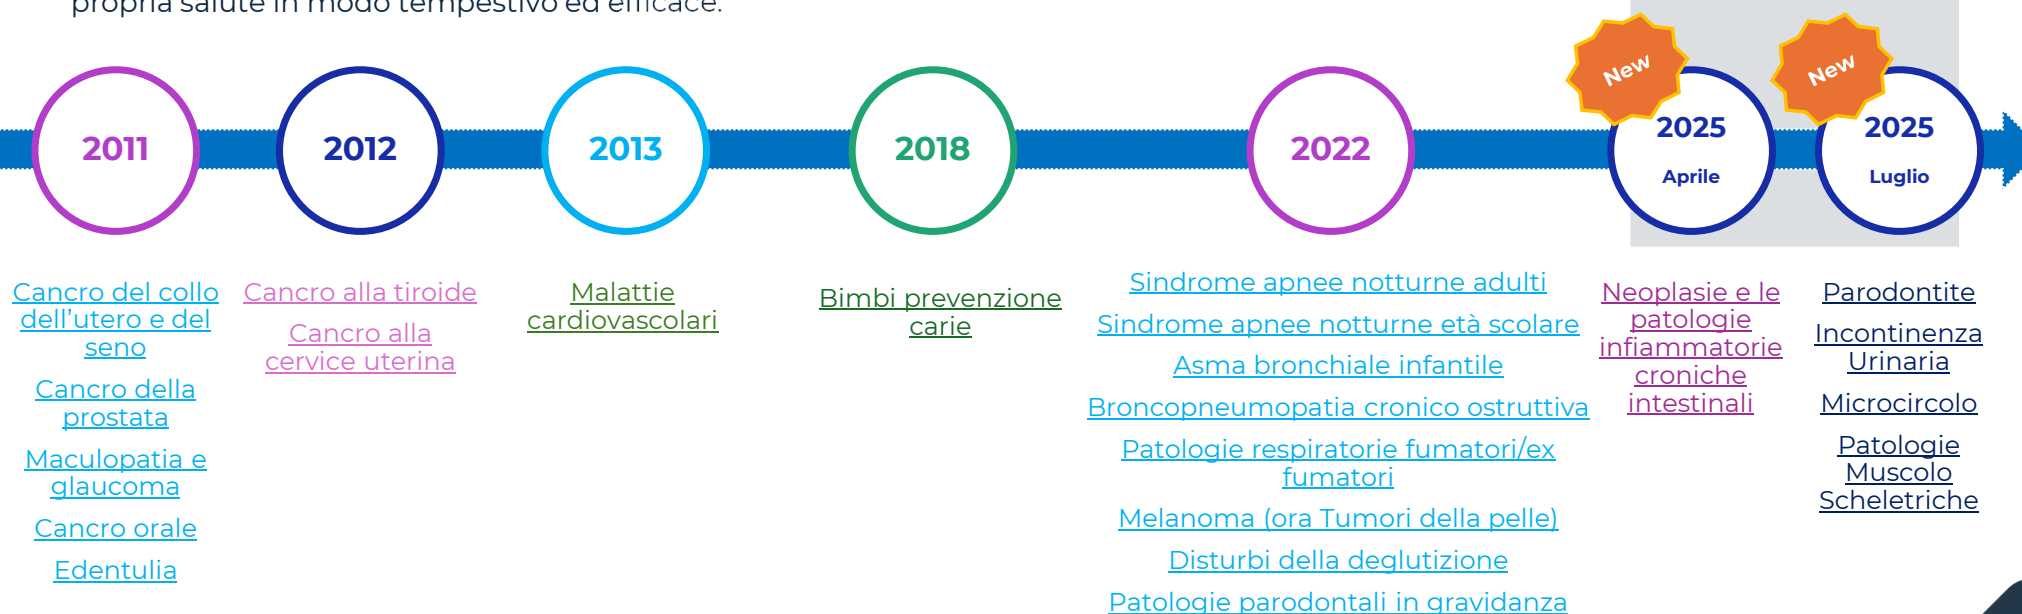 propria salute in modo tempestivo ed efficace.
New
New
2011
2012
2013
2018
2022
2025
Aprile
2025
Luglio
Cancro del collo
dell’utero e del
seno
Cancro della
prostata
Maculopatia e
glaucoma
Cancro orale
Edentulia
Cancro alla tiroide
Cancro alla
cervice uterina
Malattie
cardiovascolari
Bimbi prevenzione
carie
Sindrome apnee notturne adulti
Sindrome apnee notturne età scolare
Asma bronchiale infantile
Broncopneumopatia cronico ostruttiva
Patologie respiratorie fumatori/ex
fumatori
Melanoma (ora Tumori della pelle)
Disturbi della deglutizione
Patologie parodontali in gravidanza
Neoplasie e le
patologie
infiammatorie
croniche
intestinali
Parodontite
Incontinenza
Urinaria
Microcircolo
Patologie
Muscolo
Scheletriche